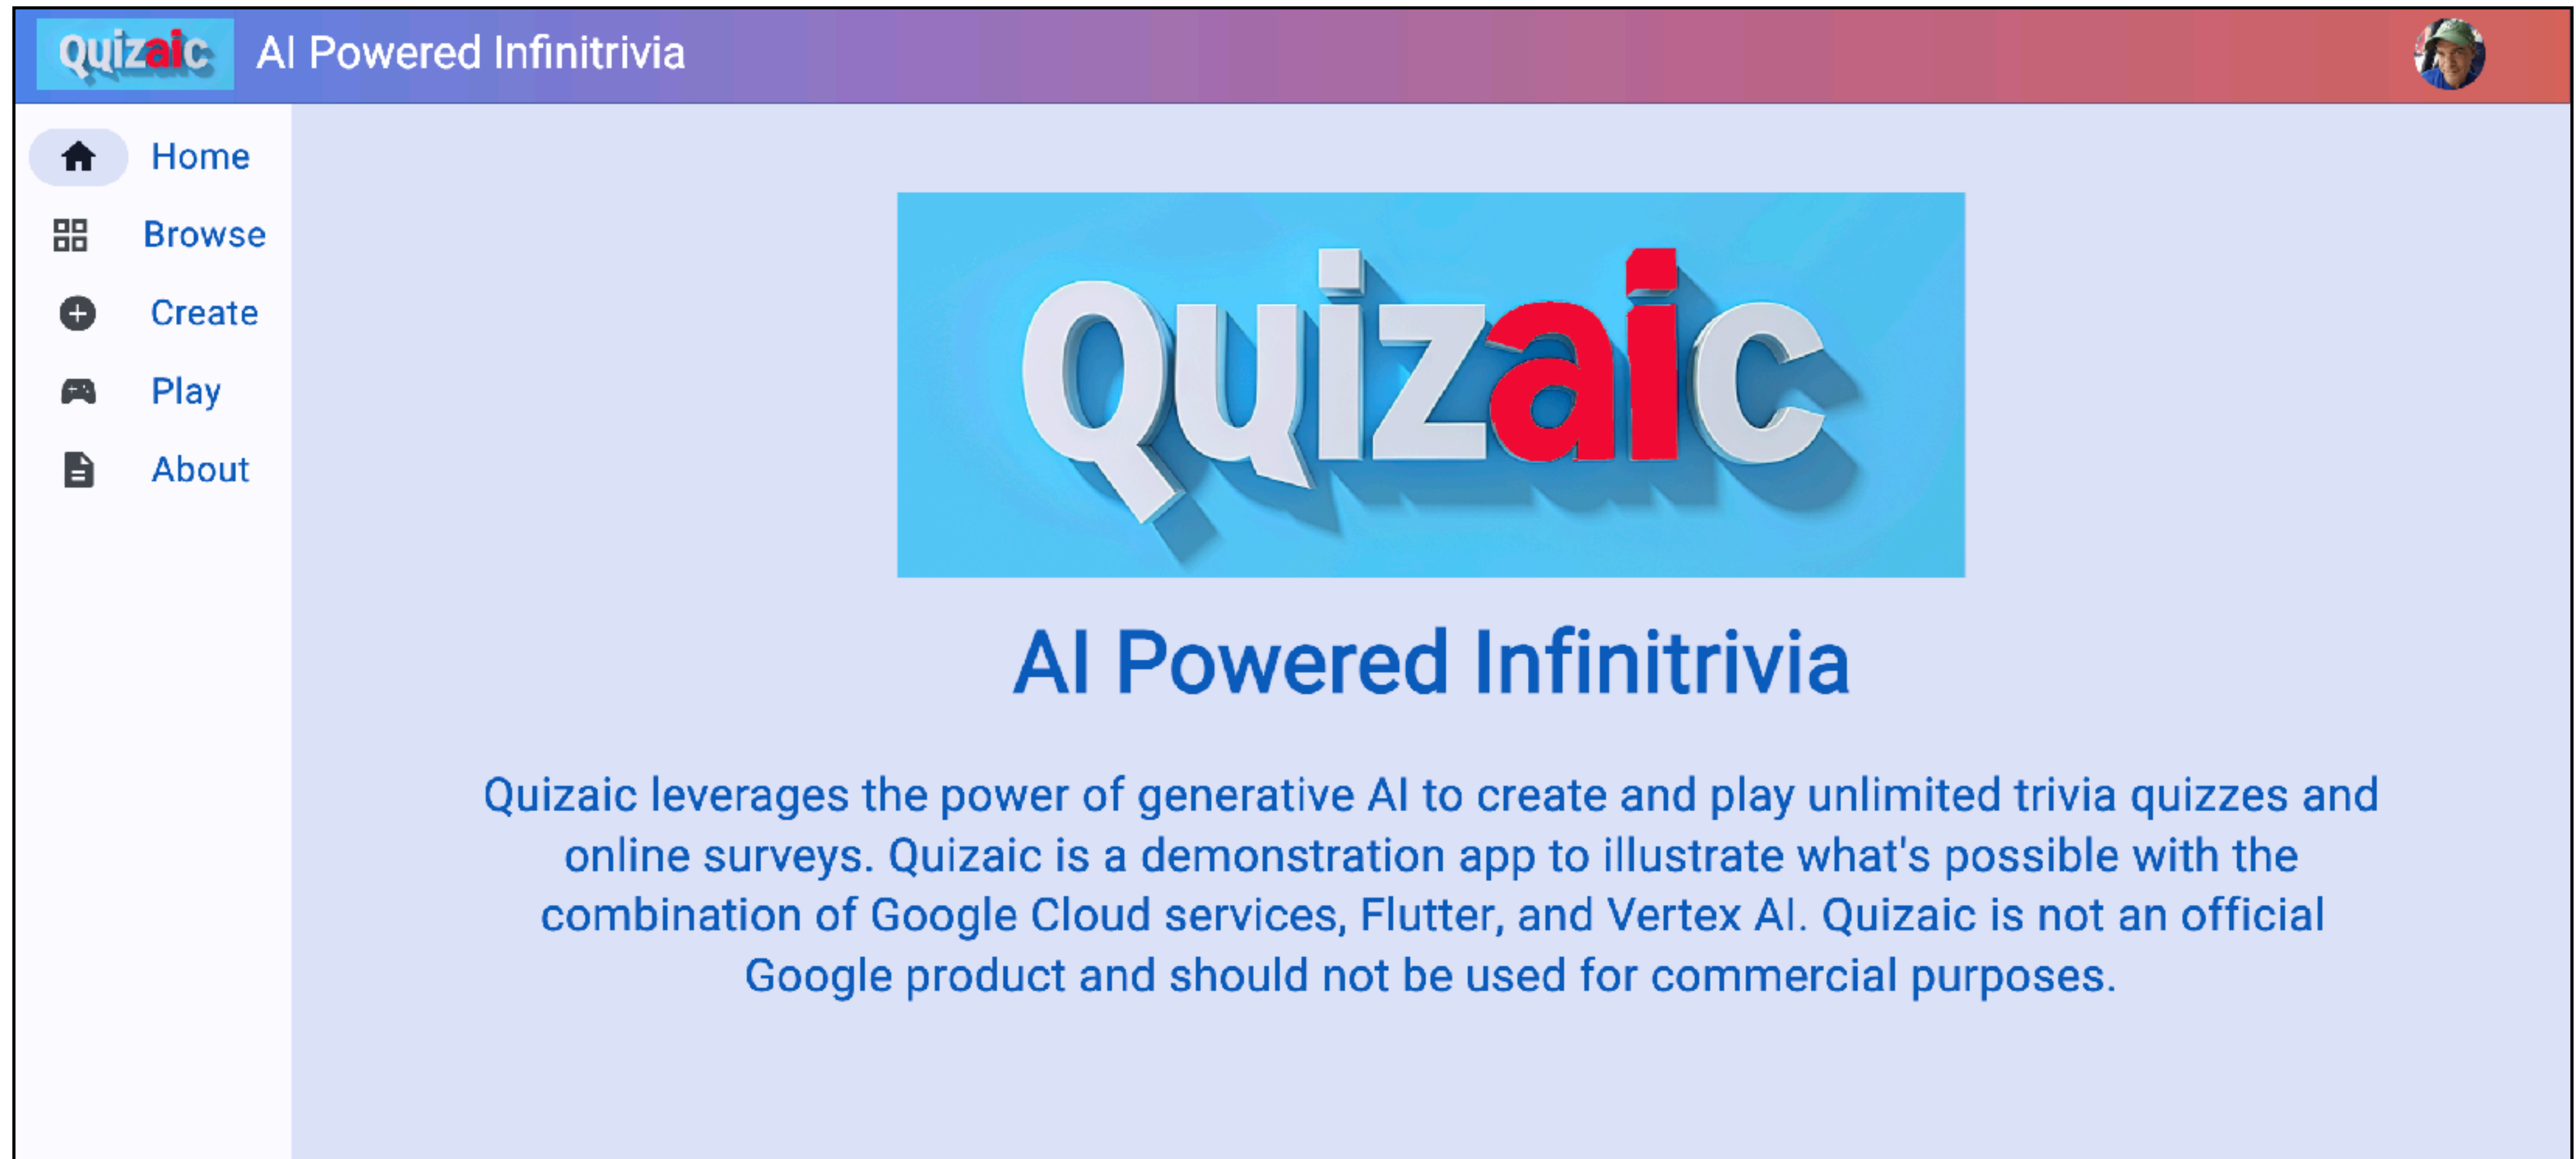 Quizaic AI Powered Infinitrivia
Home
Browse
Create
Play
About
Quizaic
AI Powered Infinitrivia
Quizaic leverages the power of generative AI to create and play unlimited trivia quizzes and
online surveys. Quizaic is a demonstration app to illustrate what's possible with the
combination of Google Cloud services, Flutter, and Vertex AI. Quizaic is not an official
Google product and should not be used for commercial purposes.